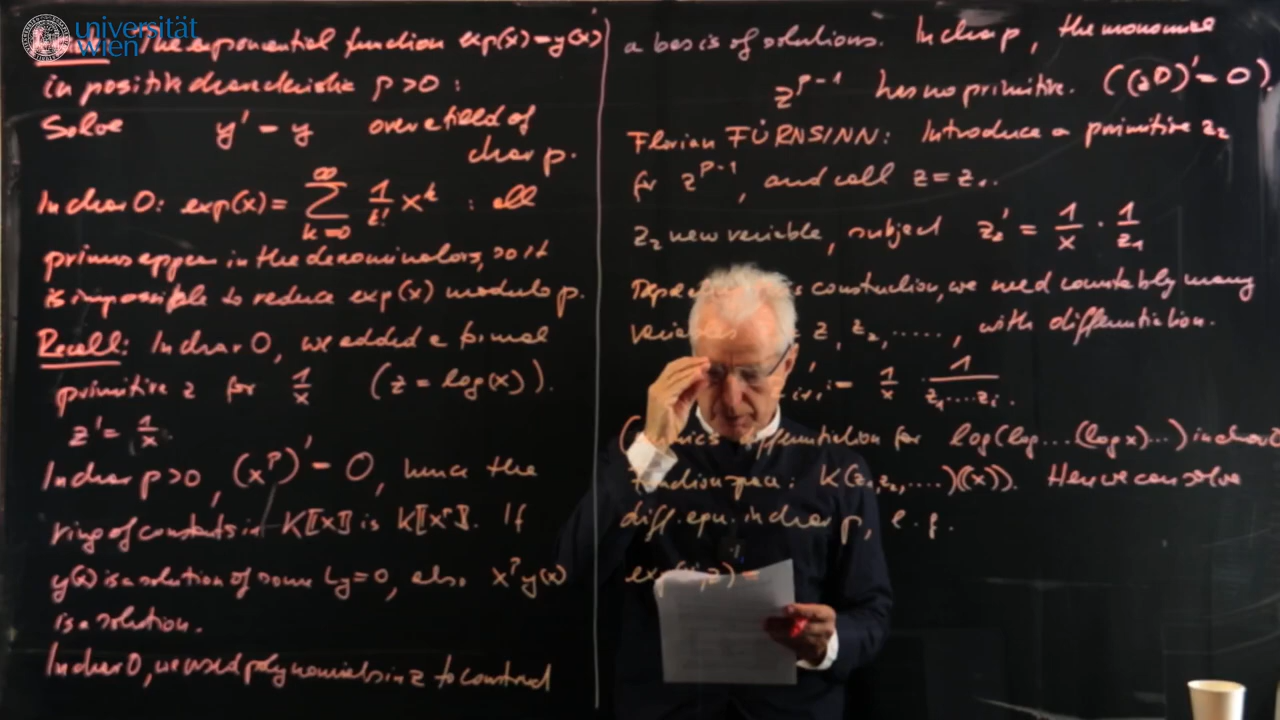 universität
wien
The exponential function exp(x) = y(x)
in positive characteristic p > 0 :
Solve y' = y over a field of
char p.
In char 0: exp(x) = ∑_{k=0}^{∞} 1/k! x^k : all
primes appear in the denominators, so it
is impossible to reduce exp(x) modulo p.
Recall: In char 0, we added a formal
primitive z for 1/x (z = log(x)).
z' = 1/x.
In char p>0, (x^p)' = 0, hence the
ring of constants in K[[x]] is K[[x^p]]. If
y(x) is a solution of some Ly=0, also x^p y(x)
is a solution.
In char 0, we used polynomials in z to construct
a basis of solutions. In char p, the monomial
z^{p-1} has no primitive. ((z^p)' = 0).
Florian FÜRNSINN: Introduce a primitive z_2
for z^{p-1}, and call z = z_1.
z_2 new variable, subject z_2' = 1/x · 1/z_1
construction, we need countably many
z, z_2, ....., with differentiation.
' = 1/x · 1/(z_1....z_i).
differentiation for log(log...(log x)...) in char 0
function space: K(z_1,z_2,....)((x)). Hence we can solve
diff. equ. in char p, e.g.